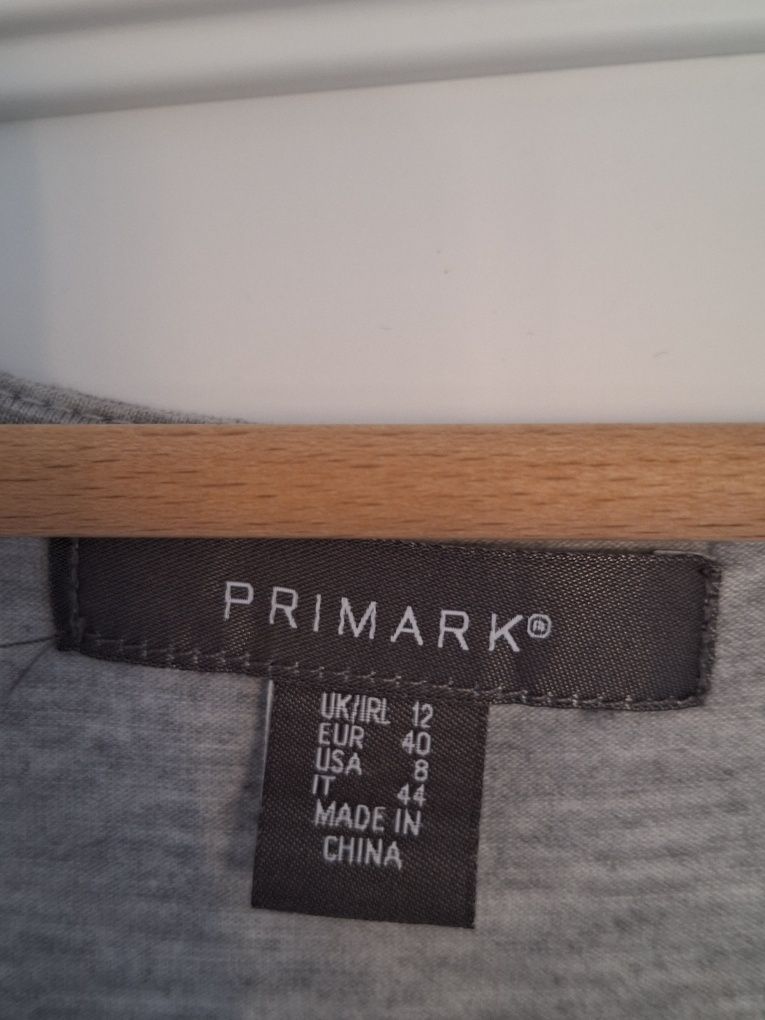 PRIMARK®
UK/IRL 12
EUR 40
USA 8
IT 44
MADE IN
CHINA